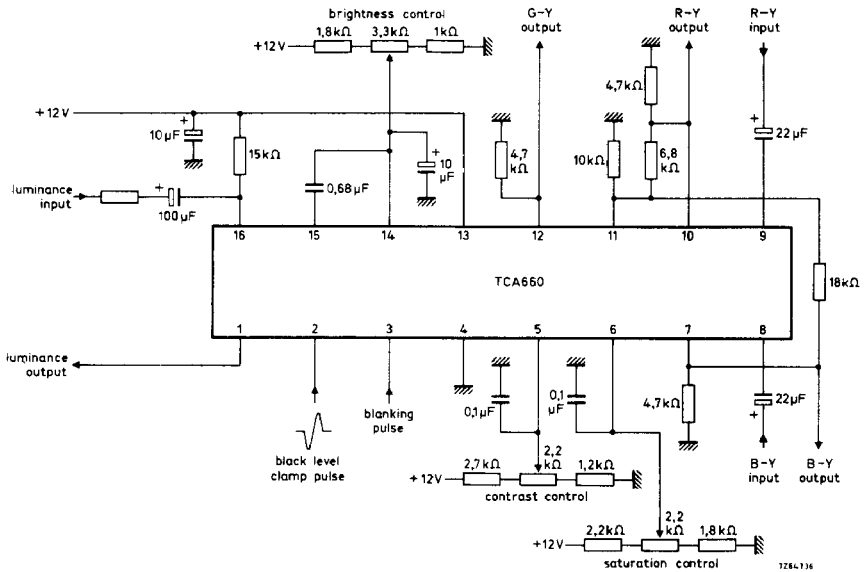 brightness control
+12V
1,8kΩ
3,3kΩ
1kΩ
G-Y
output
R-Y
output
R-Y
input
+12V
+
10µF
15kΩ
0,68µF
+
10
µF
4,7
kΩ
4,7kΩ
10kΩ
6,8
kΩ
+
22µF
luminance
input
+
100µF
16
15
14
13
12
11
10
9
TCA660
18kΩ
1
2
3
4
5
6
7
8
luminance
output
black level
clamp pulse
blanking
pulse
0,1µF
0,1
µF
4,7kΩ
22µF
+
B-Y
input
B-Y
output
+12V
2,7kΩ
2,2
kΩ
1,2kΩ
contrast control
+12V
2,2kΩ
2,2
kΩ
1,8kΩ
saturation control